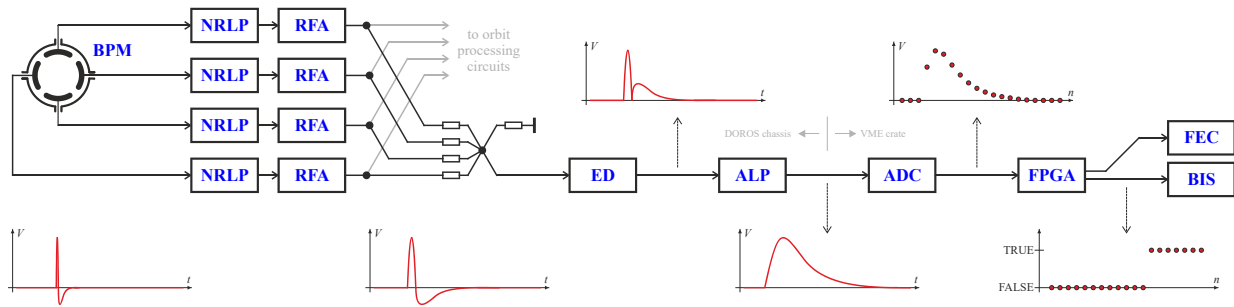 BPM
NRLP
RFA
NRLP
RFA
NRLP
RFA
NRLP
RFA
to orbit
processing
circuits
V
t
V
n
DOROS chassis
VME crate
ED
ALP
ADC
FPGA
FEC
BIS
V
t
V
t
V
t
TRUE
FALSE
n